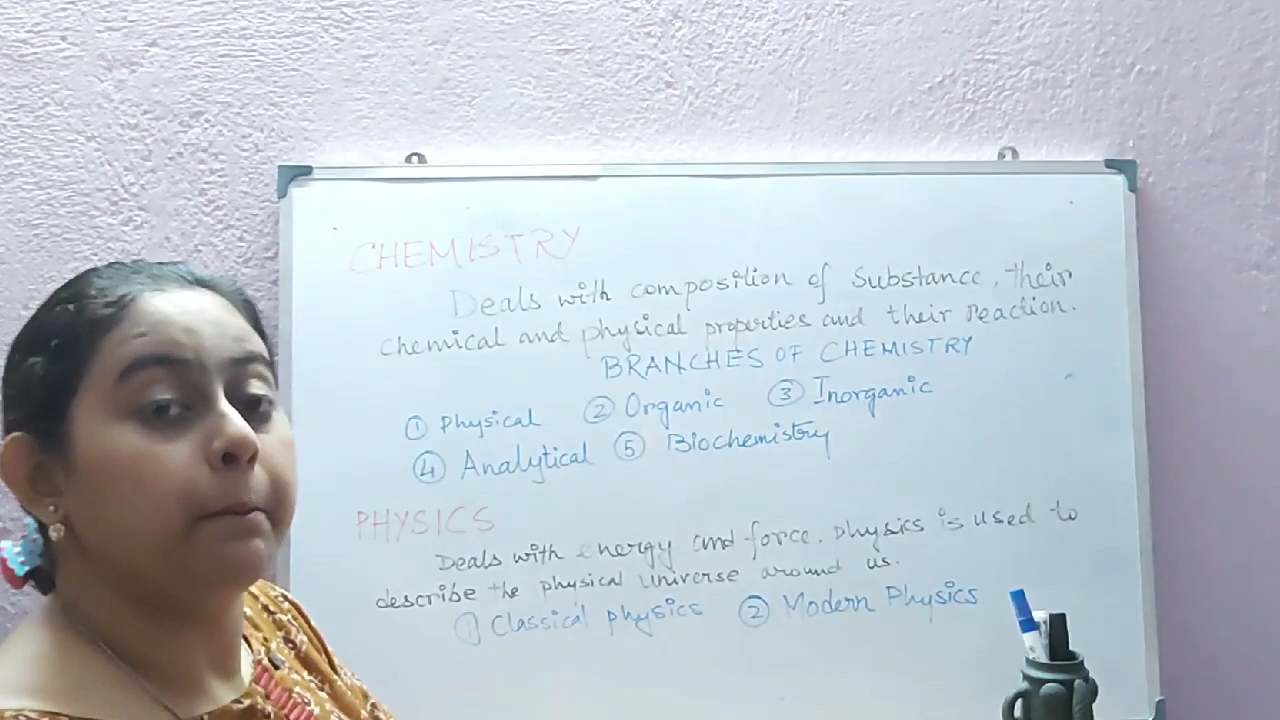 CHEMISTRY
Deals with composition of Substance, their
chemical and physical properties and their reaction.
BRANCHES OF CHEMISTRY
① Physical ② Organic ③ Inorganic
④ Analytical ⑤ Biochemistry
PHYSICS
Deals with energy and force. physics is used to
describe the physical universe around us.
① Classical physics ② Modern Physics